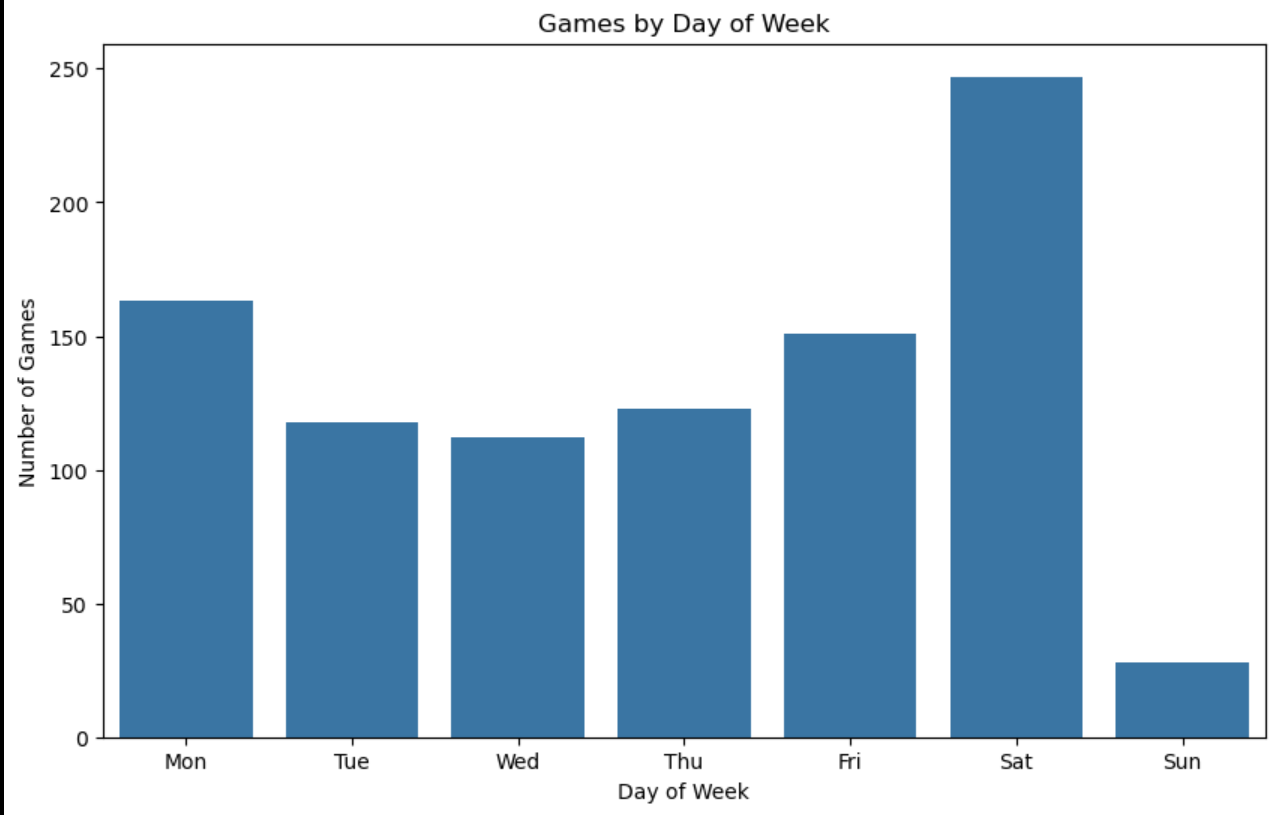 Games by Day of Week
Number of Games
250
200
150
100
50
0
Mon Tue Wed Thu Fri Sat Sun
Day of Week